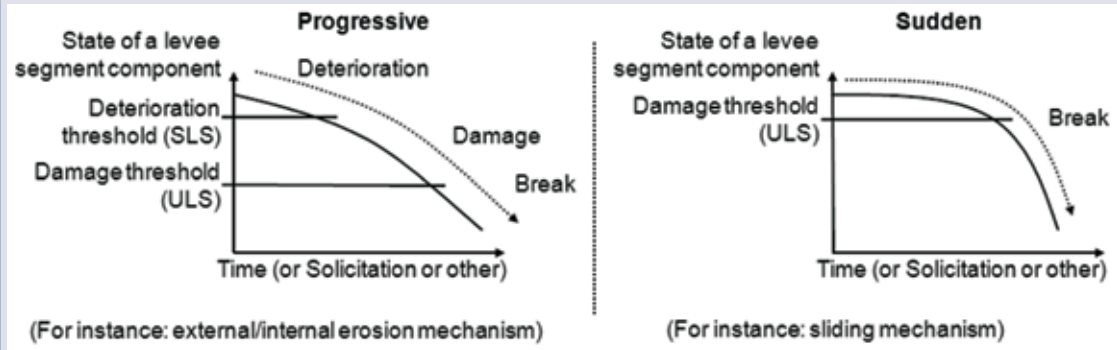 Progressive
State of a levee
segment component
Deterioration
Deterioration
threshold (SLS)
Damage
Damage threshold
(ULS)
Break
Time (or Solicitation or other)
(For instance: external/internal erosion mechanism)
Sudden
State of a levee
segment component
Damage threshold
(ULS)
Break
Time (or Solicitation or other)
(For instance: sliding mechanism)